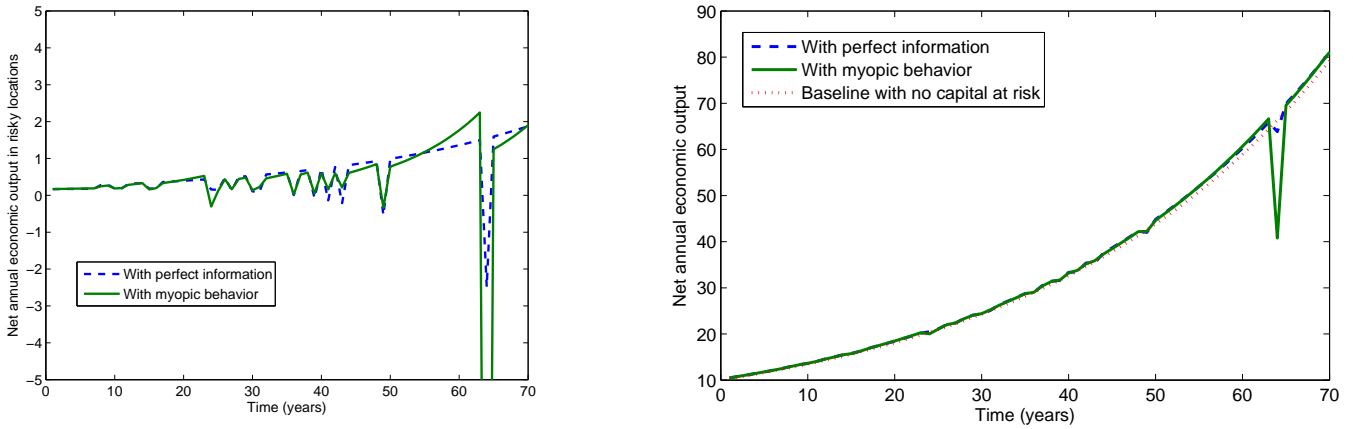 5
4
3
2
1
0
−1
−2
−3
−4
−5
0 10 20 30 40 50 60 70
Time (years)
Net annual economic output in risky locations
With perfect information
With myopic behavior
90
80
70
60
50
40
30
20
10
0 10 20 30 40 50 60 70
Time (years)
Net annual economic output
With perfect information
With myopic behavior
Baseline with no capital at risk